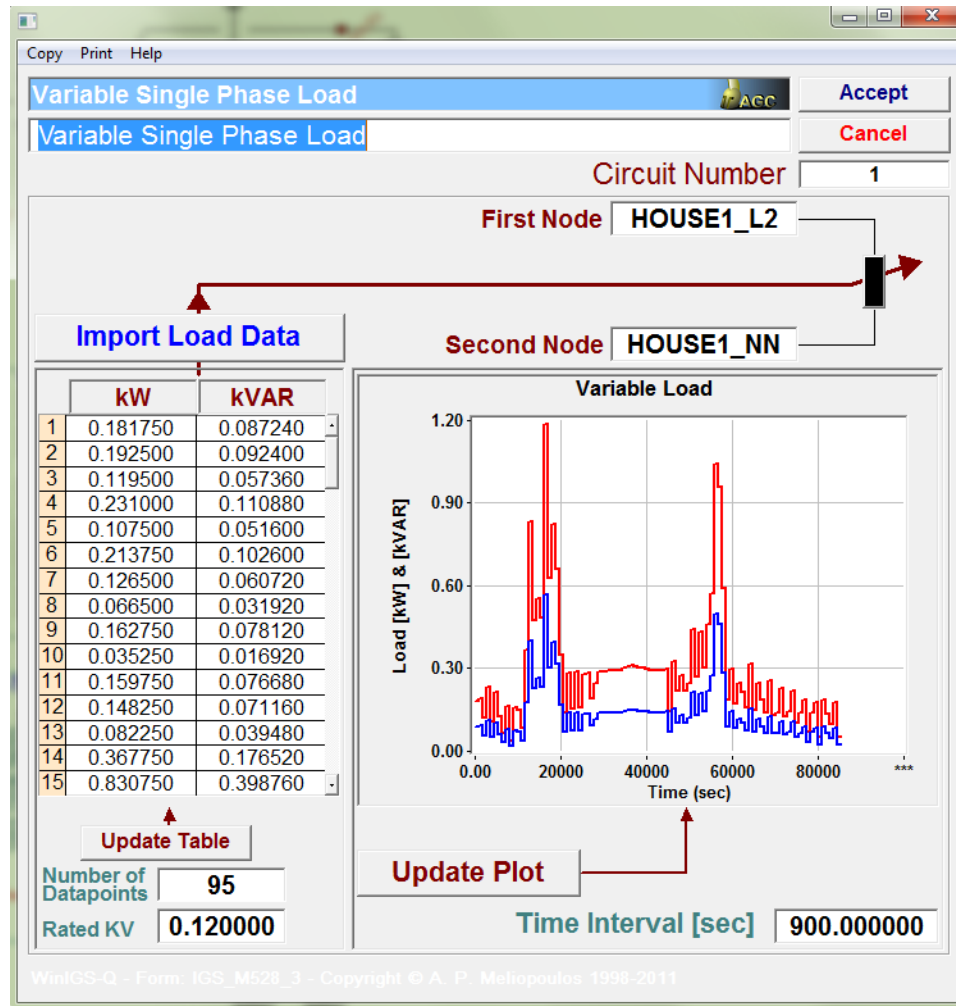 Copy Print Help
Variable Single Phase Load
AGC
Accept
Variable Single Phase Load
Cancel
Circuit Number 1
First Node HOUSE1_L2
Import Load Data
Second Node HOUSE1_NN
kW kVAR
1 0.181750 0.087240
2 0.192500 0.092400
3 0.119500 0.057360
4 0.231000 0.110880
5 0.107500 0.051600
6 0.213750 0.102600
7 0.126500 0.060720
8 0.066500 0.031920
9 0.162750 0.078120
10 0.035250 0.016920
11 0.159750 0.076680
12 0.148250 0.071160
13 0.082250 0.039480
14 0.367750 0.176520
15 0.830750 0.398760
Variable Load
Load [kW] & [kVAR]
1.20
0.90
0.60
0.30
0.00
0.00 20000 40000 60000 80000 ***
Time (sec)
Update Table
Number of
Datapoints 95
Rated KV 0.120000
Update Plot
Time Interval [sec] 900.000000
WinIGS-Q - Form: IGS_M528_3 - Copyright © A. P. Meliopoulos 1998-2011